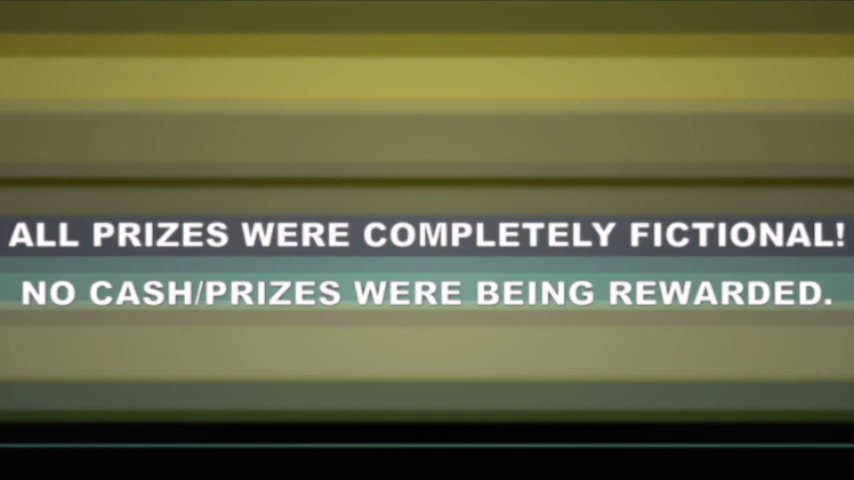 ALL PRIZES WERE COMPLETELY FICTIONAL!
NO CASH/PRIZES WERE BEING REWARDED.